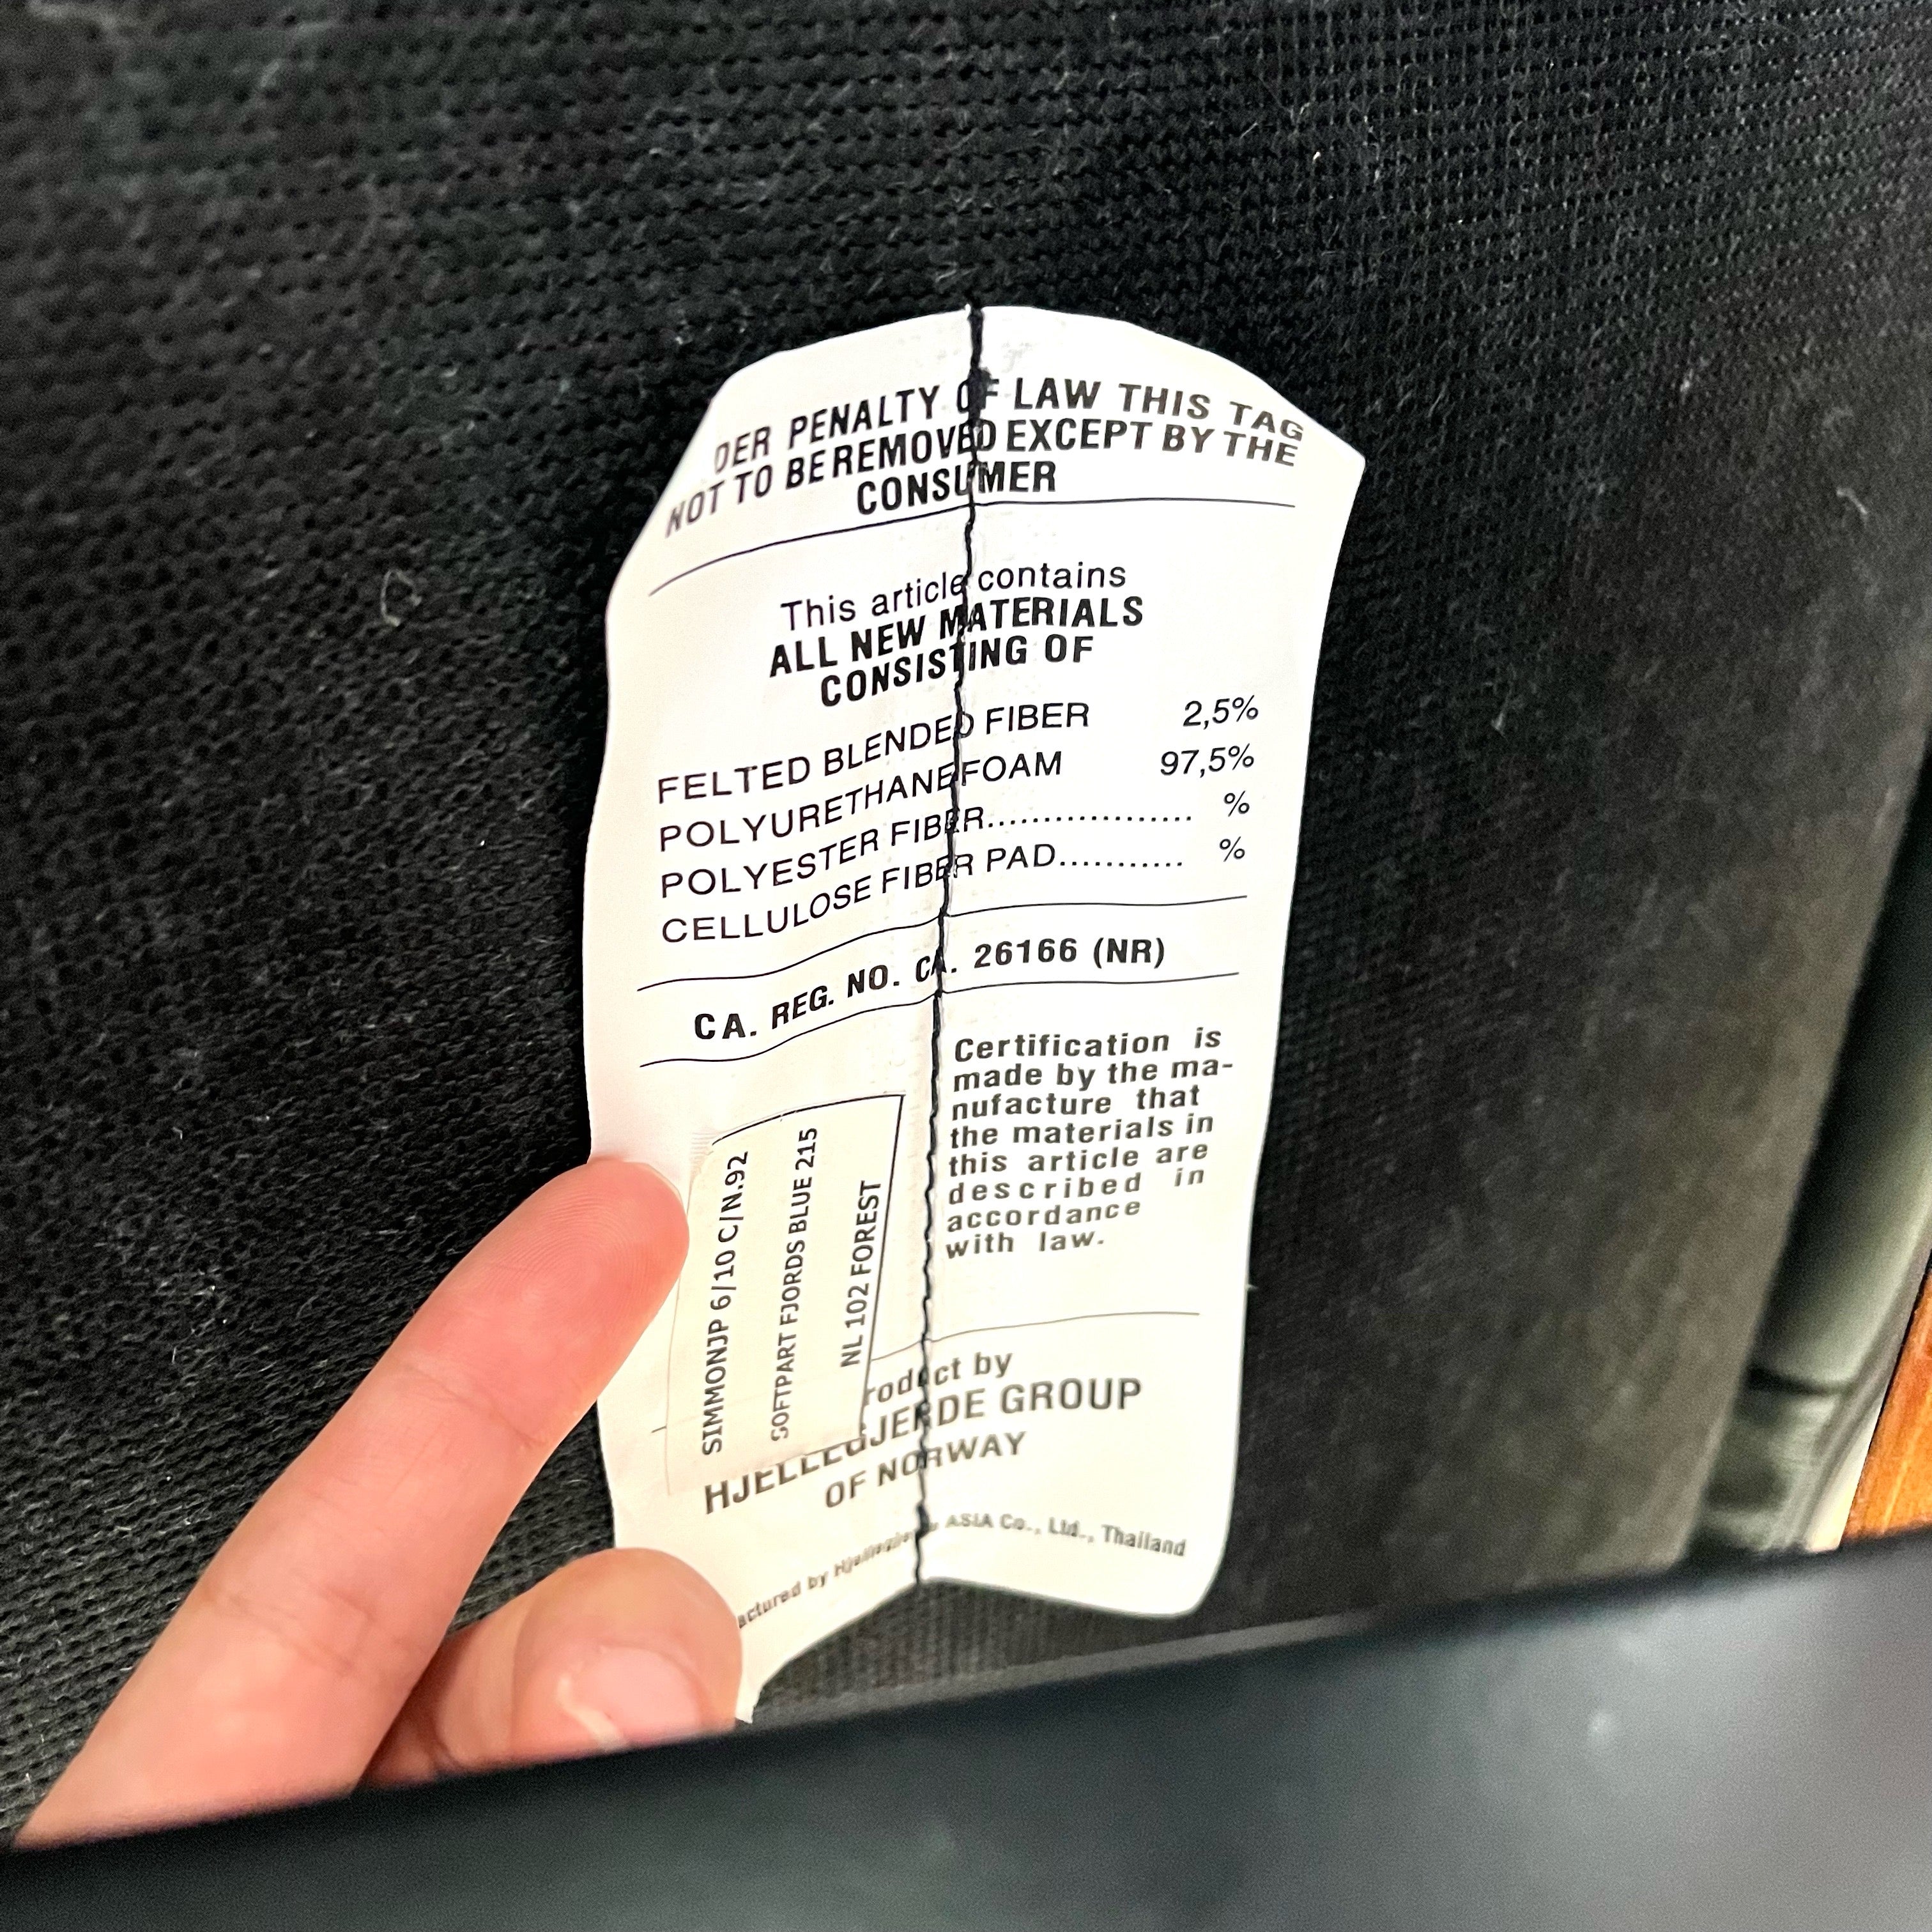 DER PENALTY OF LAW THIS TAG
NOT TO BE REMOVED EXCEPT BY THE
CONSUMER
This article contains
ALL NEW MATERIALS
CONSISTING OF
FELTED BLENDED FIBER 2,5%
POLYURETHANE FOAM 97,5%
POLYESTER FIBER................... %
CELLULOSE FIBER PAD............ %
CA. REG. NO. CA. 26166 (NR)
Certification is
made by the ma-
nufacture that
the materials in
this article are
described in
accordance
with law.
SIMMONJP 6/10 C/N.92
SOFTPART FJORDS BLUE 215
NL 102 FOREST
roduct by
HJELLEGJERDE GROUP
OF NORWAY
actured by ASIA Co., Ltd., Thailand